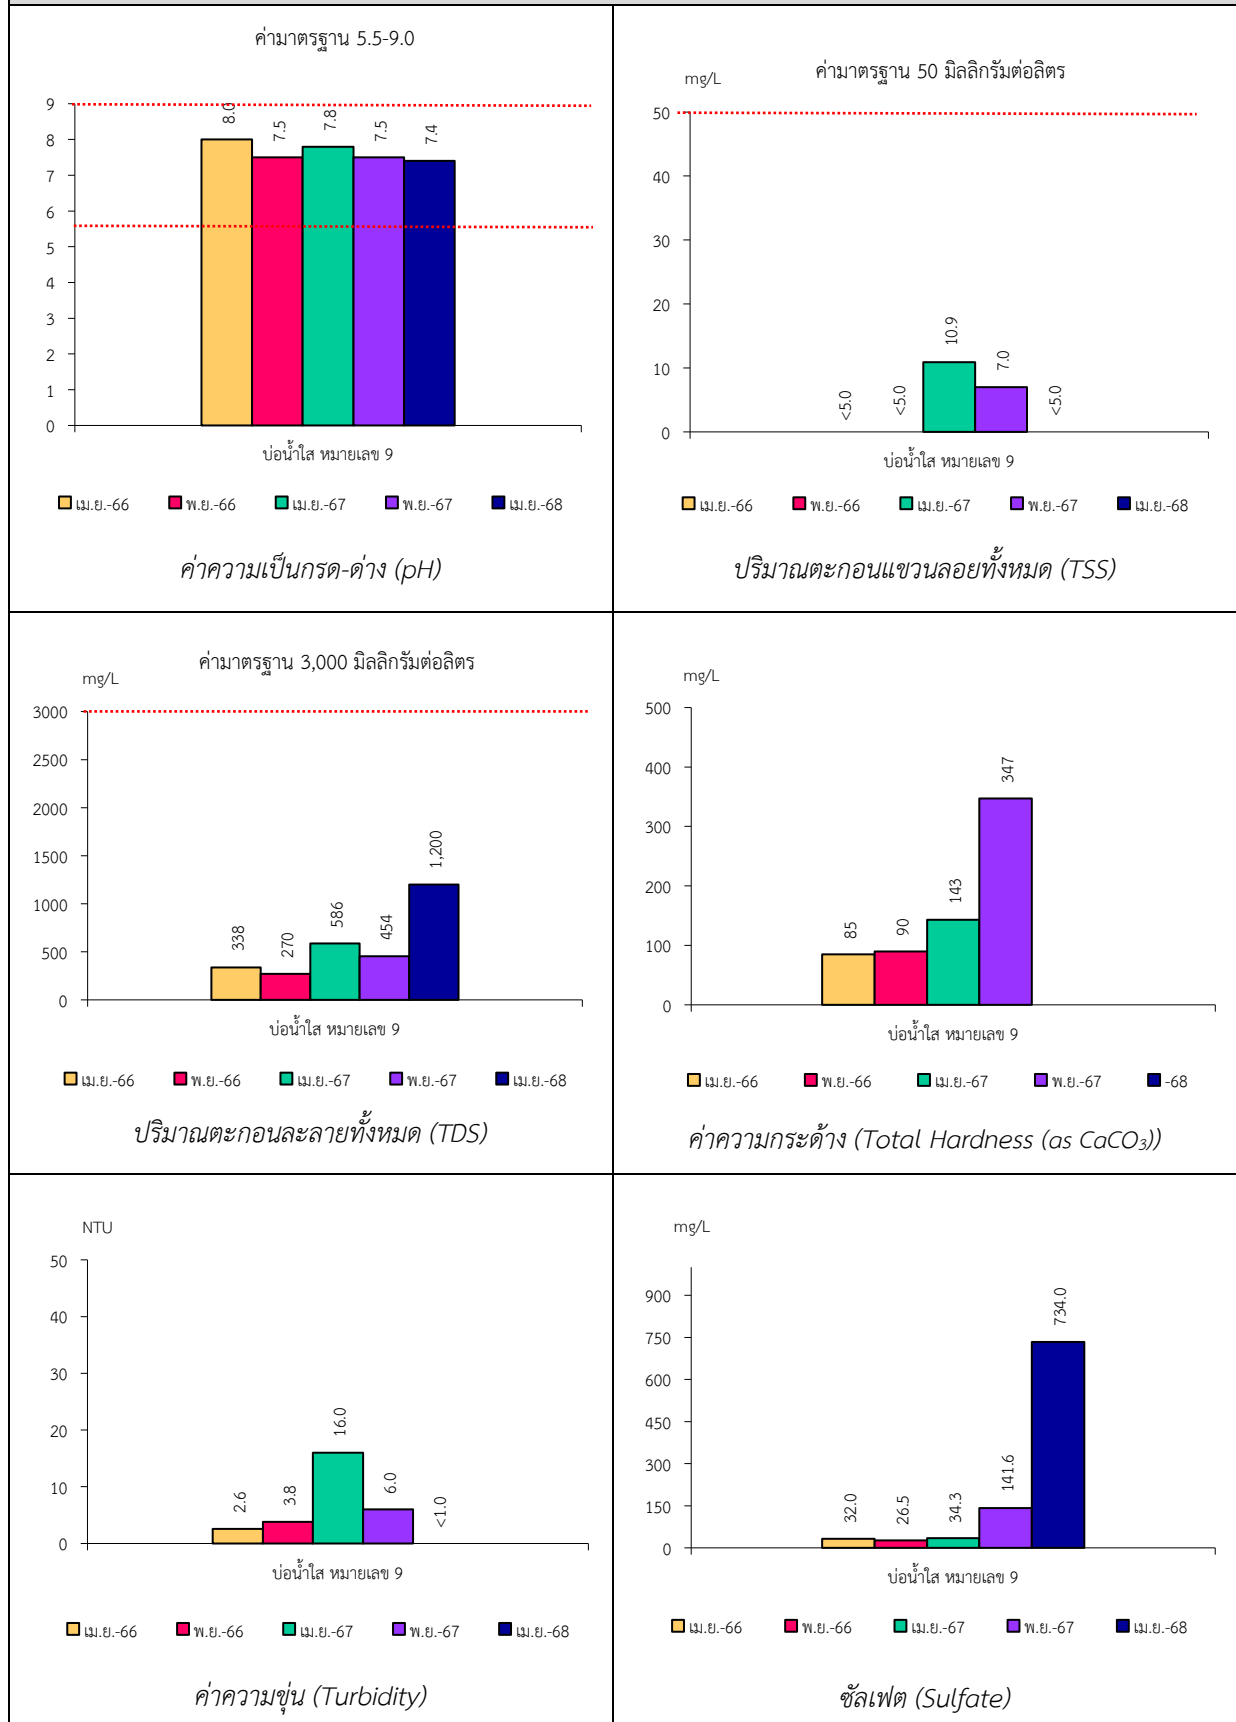 ค่ามาตรฐาน 5.5-9.0
9
8
7
6
5
4
3
2
1
0
8.0
7.5
7.8
7.5
7.4
บ่อน้ำใส หมายเลข 9
เม.ย.-66 พ.ย.-66 เม.ย.-67 พ.ย.-67 เม.ย.-68
ค่าความเป็นกรด-ด่าง (pH)
ค่ามาตรฐาน 50 มิลลิกรัมต่อลิตร
mg/L
50
40
30
20
10
0
<5.0
<5.0
10.9
7.0
<5.0
บ่อน้ำใส หมายเลข 9
เม.ย.-66 พ.ย.-66 เม.ย.-67 พ.ย.-67 เม.ย.-68
ปริมาณตะกอนแขวนลอยทั้งหมด (TSS)
ค่ามาตรฐาน 3,000 มิลลิกรัมต่อลิตร
mg/L
3000
2500
2000
1500
1000
500
0
338
270
586
454
1,200
บ่อน้ำใส หมายเลข 9
เม.ย.-66 พ.ย.-66 เม.ย.-67 พ.ย.-67 เม.ย.-68
ปริมาณตะกอนละลายทั้งหมด (TDS)
mg/L
500
400
300
200
100
0
85
90
143
347
บ่อน้ำใส หมายเลข 9
เม.ย.-66 พ.ย.-66 เม.ย.-67 พ.ย.-67 -68
ค่าความกระด้าง (Total Hardness (as CaCO₃))
NTU
50
40
30
20
10
0
2.6
3.8
16.0
6.0
<1.0
บ่อน้ำใส หมายเลข 9
เม.ย.-66 พ.ย.-66 เม.ย.-67 พ.ย.-67 เม.ย.-68
ค่าความขุ่น (Turbidity)
mg/L
900
750
600
450
300
150
0
32.0
26.5
34.3
141.6
734.0
บ่อน้ำใส หมายเลข 9
เม.ย.-66 พ.ย.-66 เม.ย.-67 พ.ย.-67 เม.ย.-68
ซัลเฟต (Sulfate)